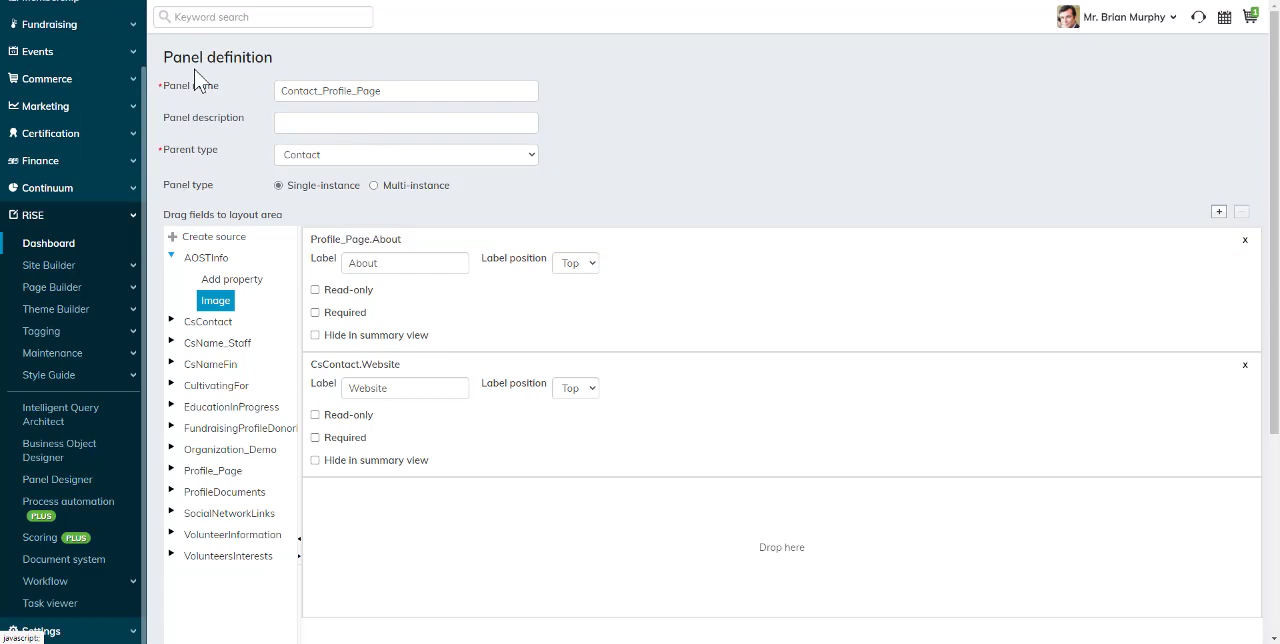 Membership
Fundraising
Events
Commerce
Marketing
Certification
Finance
Continuum
RiSE
Dashboard
Site Builder
Page Builder
Theme Builder
Tagging
Maintenance
Style Guide
Intelligent Query
Architect
Business Object
Designer
Panel Designer
Process automation
PLUS
Scoring PLUS
Document system
Workflow
Task viewer
Settings
javascript:;
Keyword search
Mr. Brian Murphy
1
Panel definition
*Panel name
Contact_Profile_Page
Panel description
*Parent type
Contact
Panel type
Single-instance
Multi-instance
Drag fields to layout area
+
Create source
AOSTInfo
Add property
Image
CsContact
CsName_Staff
CsNameFin
CultivatingFor
EducationInProgress
Organization_Demo
Profile_Page
ProfileDocuments
SocialNetworkLinks
VolunteerInformation
VolunteersInterests
Profile_Page.About
x
Label
About
Label position
Top
Read-only
Required
Hide In summary view
CsContact.Website
x
Label
Website
Label position
Top
Read-only
Required
Hide In summary view
Drop here